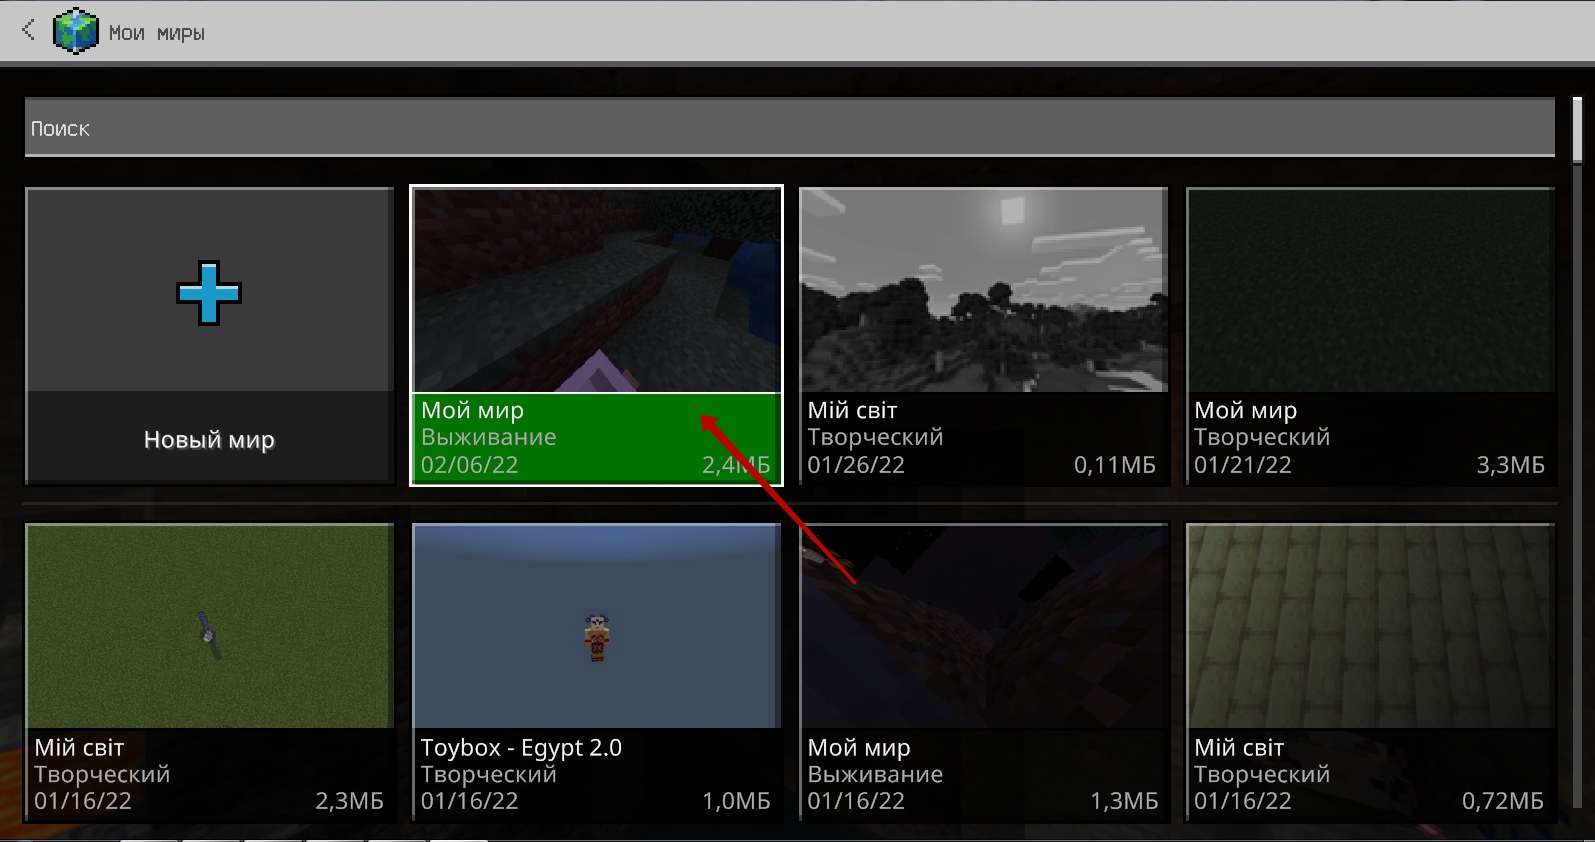 Мои миры
Поиск
Новый мир
Мой мир
Выживание
02/06/22 2,4МБ
Мій світ
Творческий
01/26/22 0,11МБ
Мой мир
Творческий
01/21/22 3,3МБ
Мій світ
Творческий
01/16/22 2,3МБ
Toybox - Egypt 2.0
Творческий
01/16/22 1,0МБ
Мой мир
Выживание
01/16/22 1,3МБ
Мій світ
Творческий
01/16/22 0,72МБ